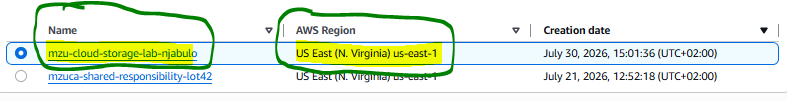 Name AWS Region Creation date
mzu-cloud-storage-lab-njabulo US East (N. Virginia) us-east-1 July 30, 2026, 15:01:36 (UTC+02:00)
mzuca-shared-responsibility-lot42 US East (N. Virginia) us-east-1 July 21, 2026, 12:52:18 (UTC+02:00)